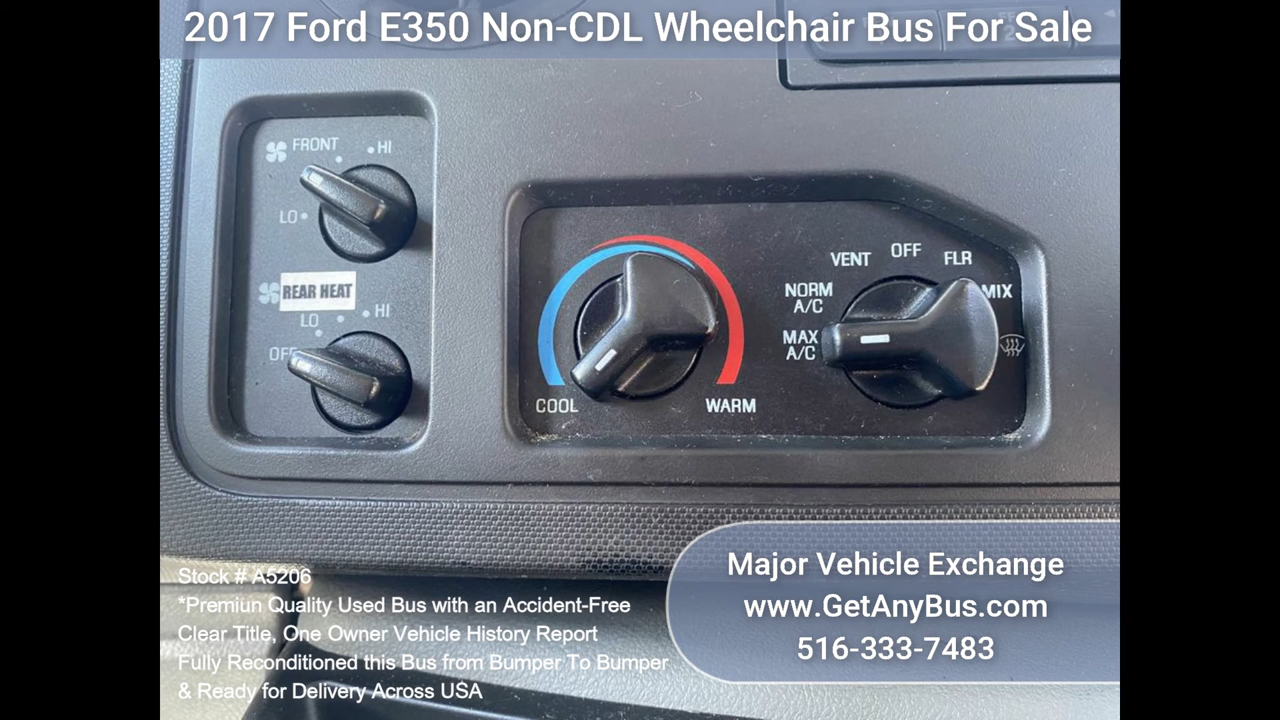 2017 Ford E350 Non-CDL Wheelchair Bus For Sale
FRONT
HI
LO
REAR HEAT
LO
HI
OFF
COOL
WARM
VENT
OFF
FLR
NORM
A/C
MIX
MAX
A/C
Stock # A5206
*Premiun Quality Used Bus with an Accident-Free
Clear Title, One Owner Vehicle History Report
Fully Reconditioned this Bus from Bumper To Bumper
& Ready for Delivery Across USA
Major Vehicle Exchange
www.GetAnyBus.com
516-333-7483